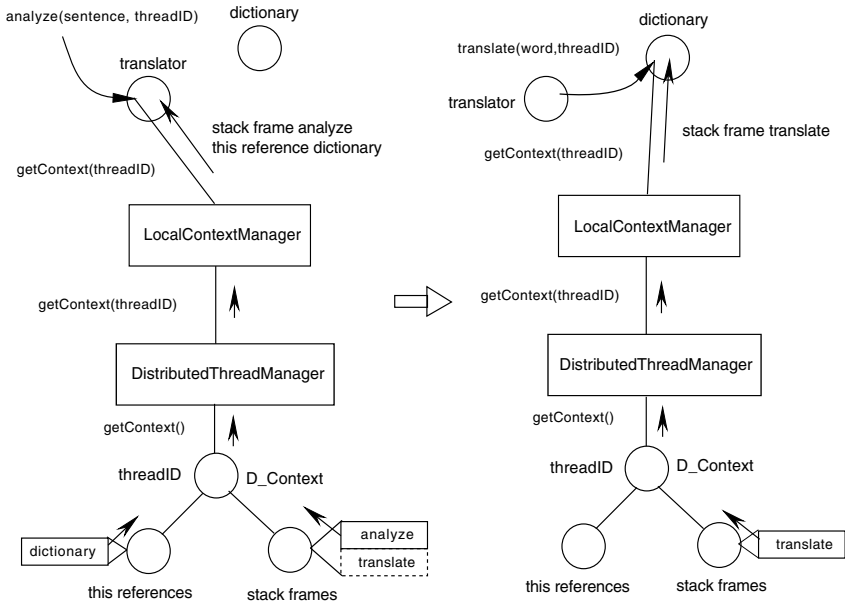 analyze(sentence, threadID)
dictionary
translator
stack frame analyze
this reference dictionary
getContext(threadID)
LocalContextManager
getContext(threadID)
DistributedThreadManager
getContext()
threadID
D_Context
dictionary
analyze
translate
this references
stack frames
dictionary
translate(word,threadID)
translator
stack frame translate
getContext(threadID)
LocalContextManager
getContext(threadID)
DistributedThreadManager
getContext()
threadID
D_Context
translate
this references
stack frames